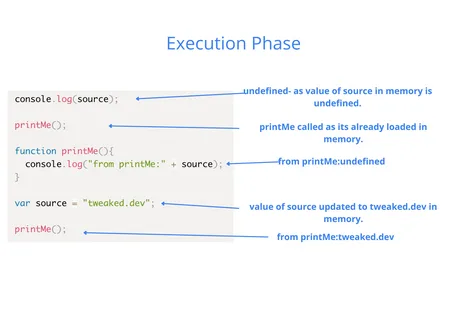 Execution Phase
console.log(source);
undefined- as value of source in memory is
undefined.
printMe();
printMe called as its already loaded in
memory.
function printMe(){
console.log("from printMe:" + source);
from printMe:undefined
}
var source = "tweaked.dev";
value of source updated to tweaked.dev in
memory.
printMe();
from printMe:tweaked.dev